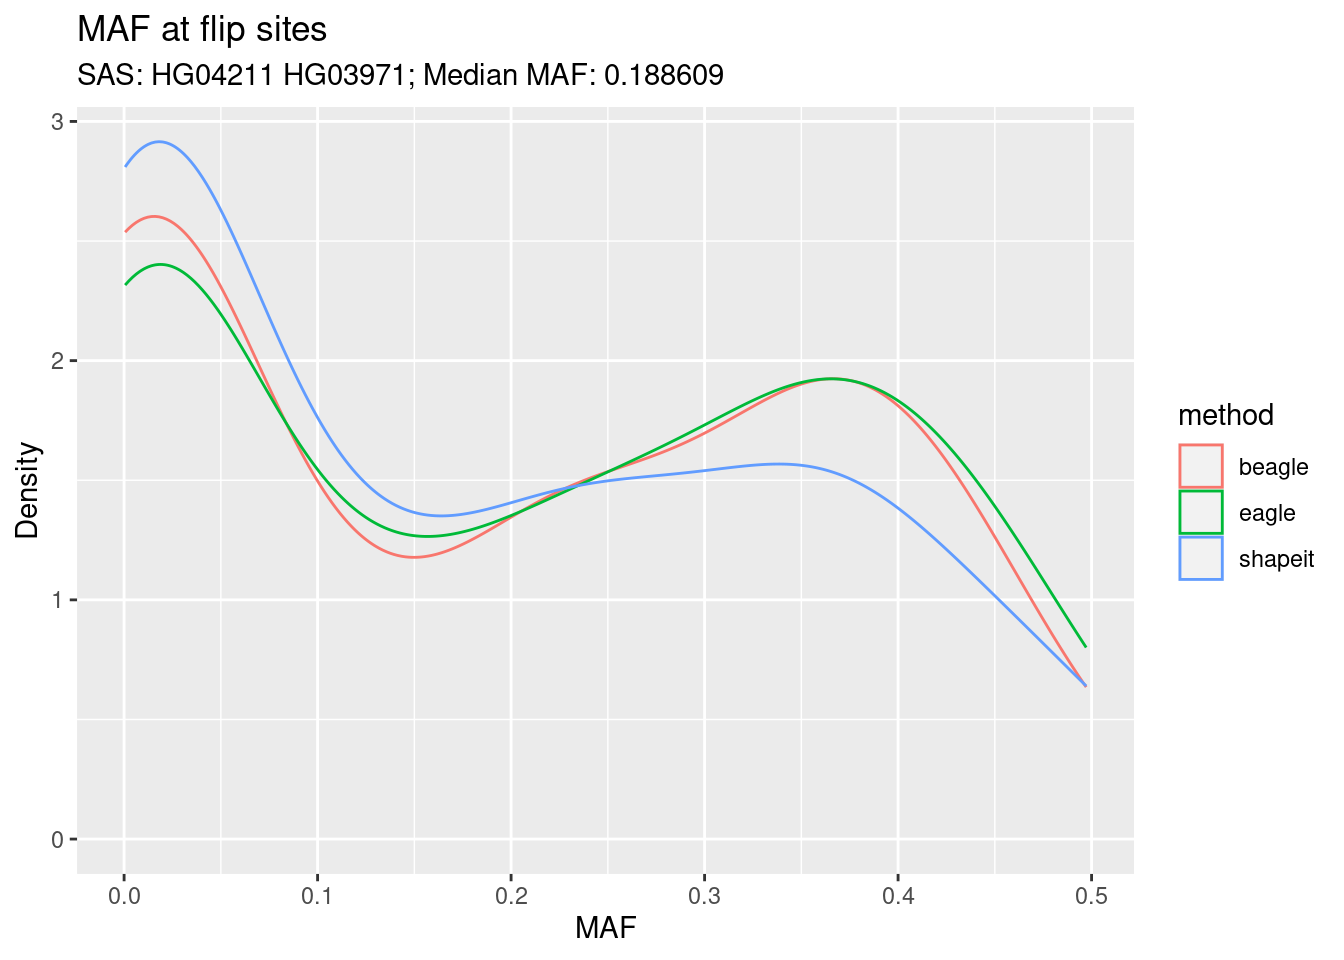 MAF at flip sites
SAS: HG04211 HG03971; Median MAF: 0.188609
3
2
1
0
Density
0.0 0.1 0.2 0.3 0.4 0.5
MAF
method
beagle
eagle
shapeit